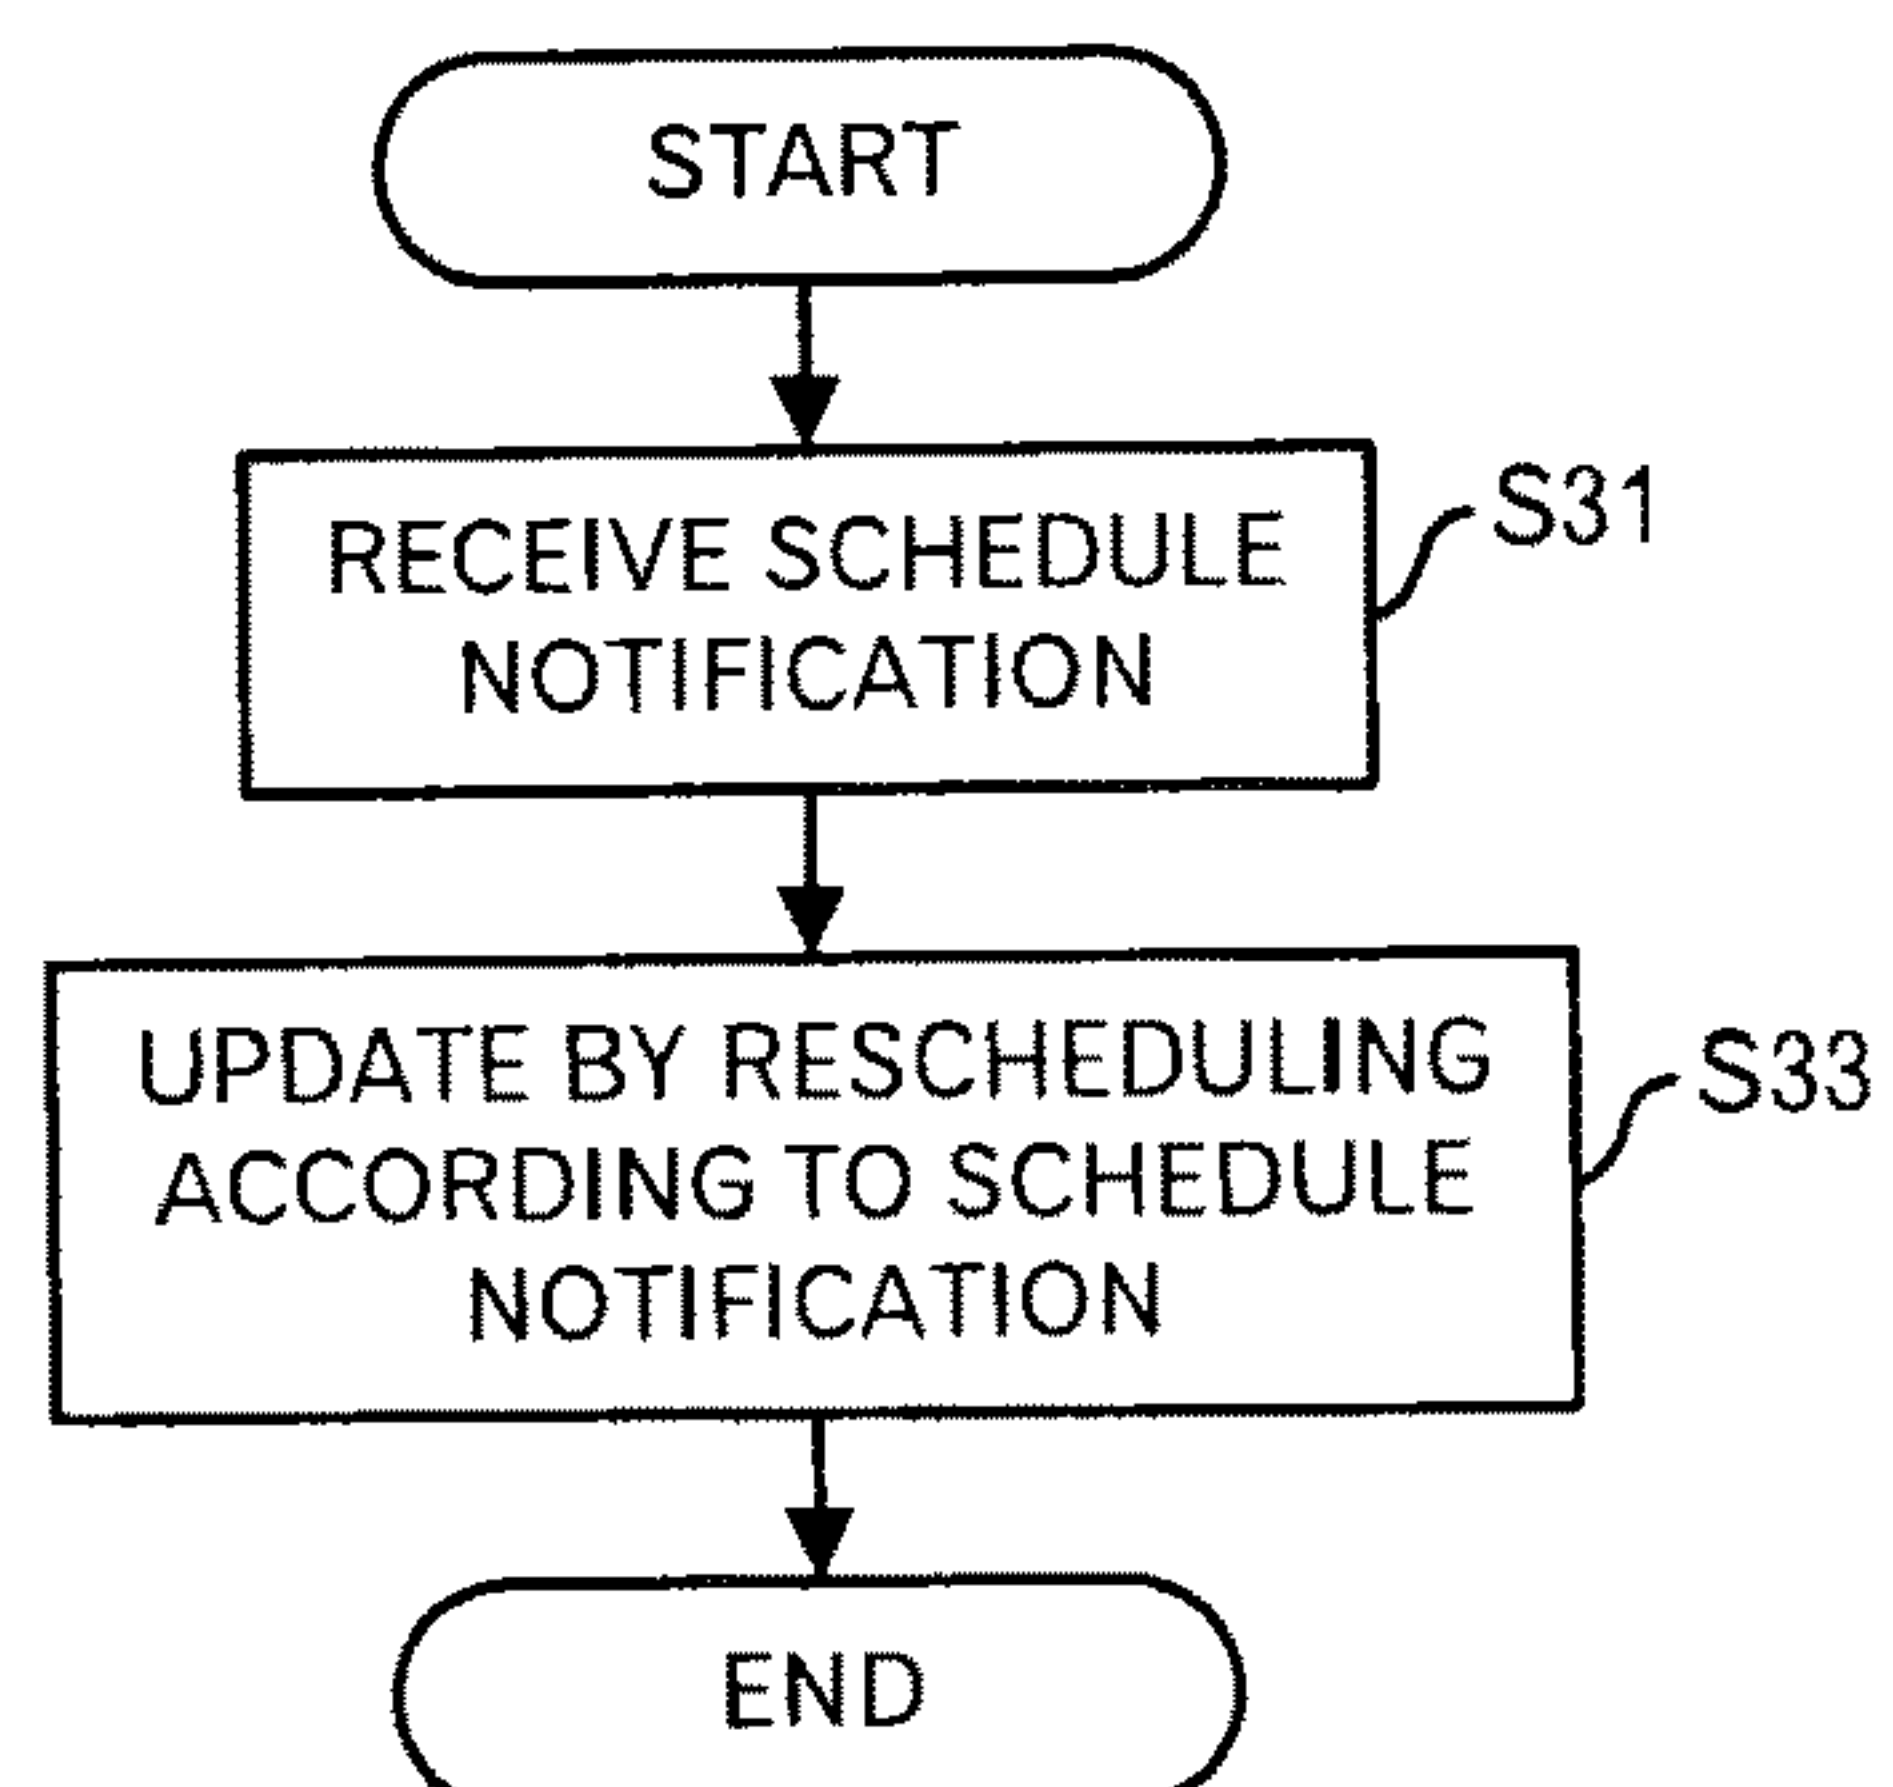 START
RECEIVE SCHEDULE
NOTIFICATION
S31
UPDATE BY RESCHEDULING
ACCORDING TO SCHEDULE
NOTIFICATION
S33
END